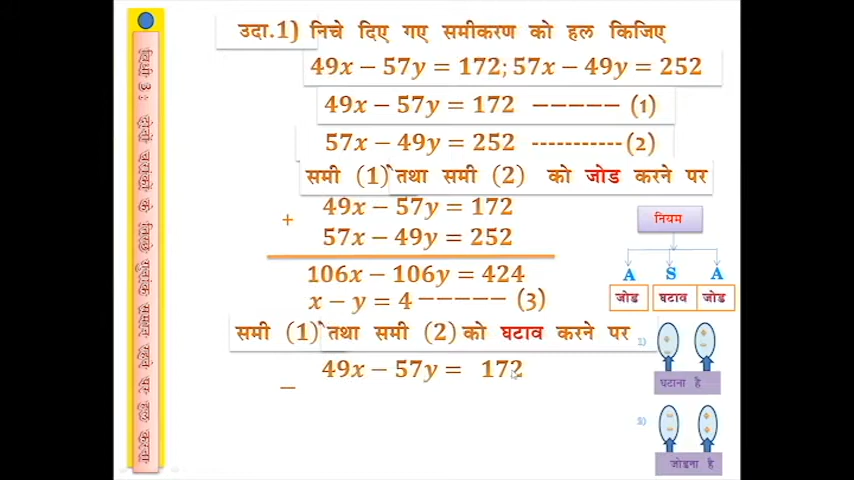 उदा.1) निचे दिए गए समीकरण को हल किजिए
49x − 57y = 172; 57x − 49y = 252
49x − 57y = 172 −−−−− (1)
57x − 49y = 252 -----------(2)
समी (1) तथा समी (2) को जोड करने पर
+ 49x − 57y = 172
57x − 49y = 252
106x − 106y = 424
x − y = 4 −−−−− (3)
समी (1) तथा समी (2) को घटाव करने पर
49x − 57y = 172
−
नियम
A S A
जोड घटाव जोड
1)
घटाना है
2)
जोड़ना है